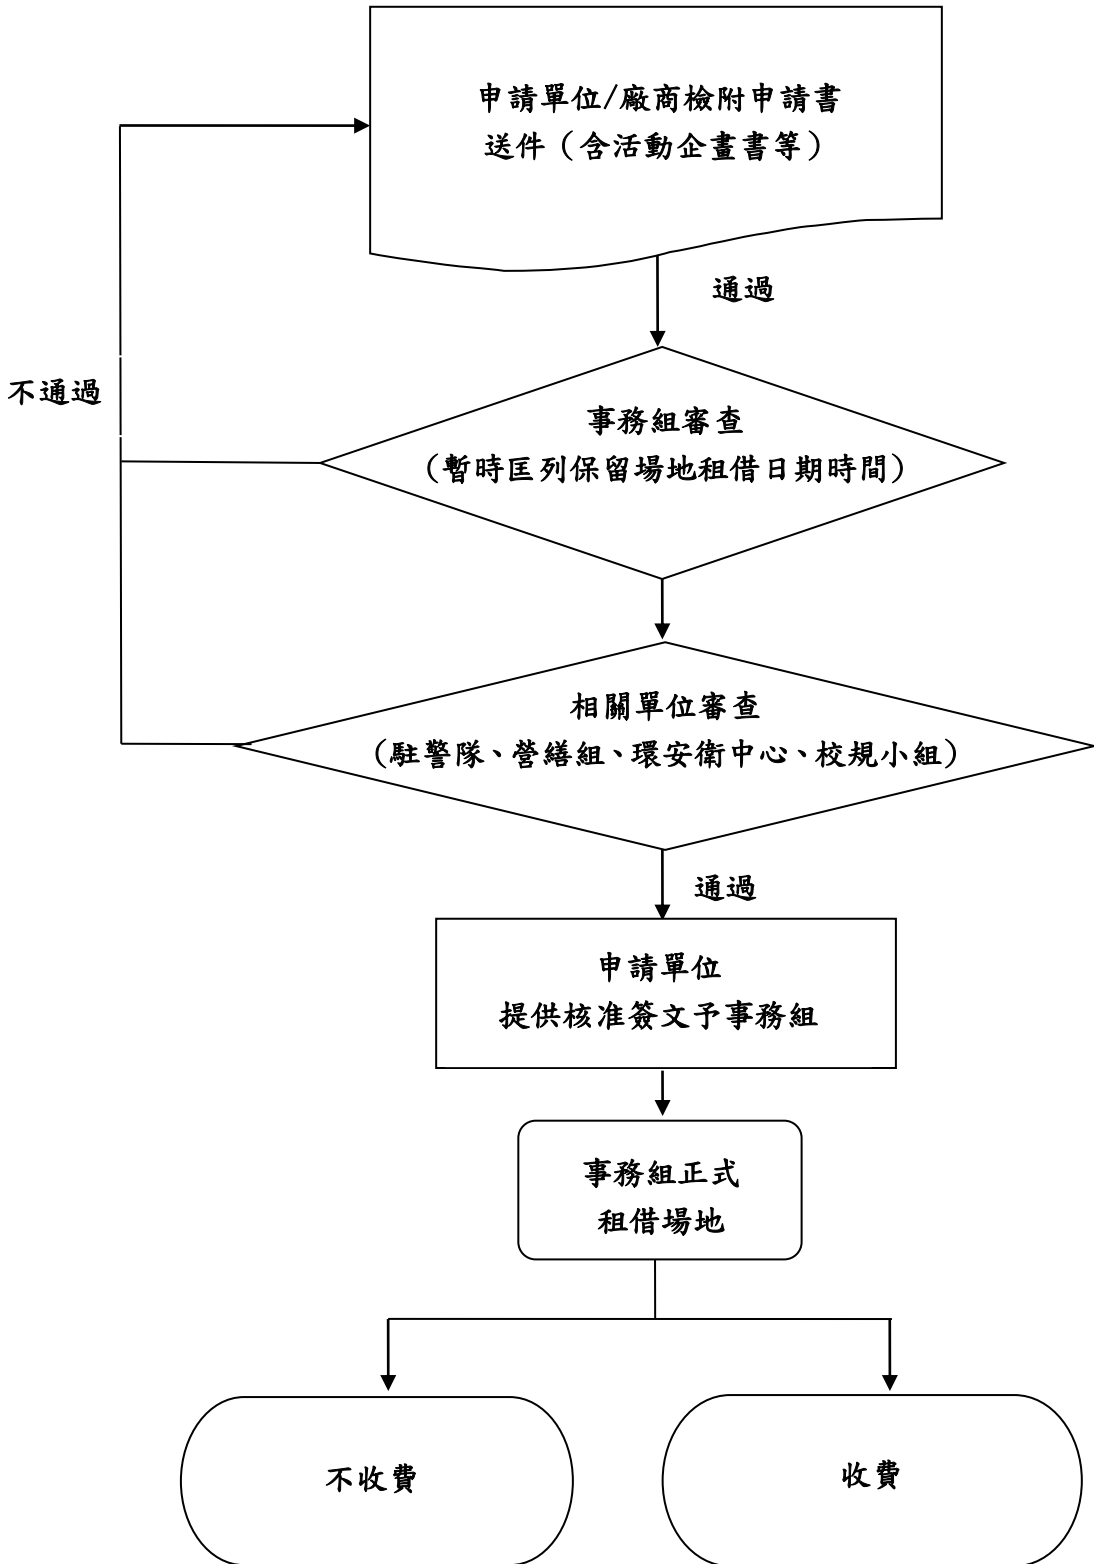 申請單位/廠商檢附申請書
送件（含活動企畫書等）
通過
不通過
事務組審查
（暫時匡列保留場地租借日期時間）
相關單位審查
（駐警隊、營繕組、環安衛中心、校規小組）
通過
申請單位
提供核准簽文予事務組
事務組正式
租借場地
不收費
收費